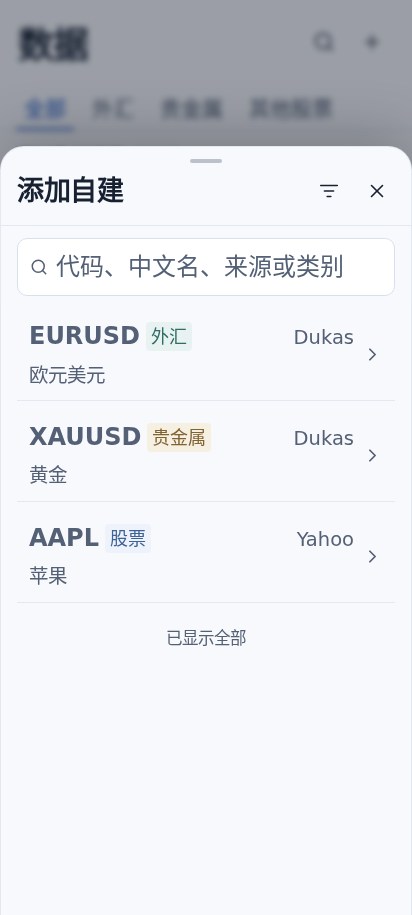 数据
全部 外汇 贵金属 其他股票
添加自建
代码、中文名、来源或类别
EURUSD 外汇 Dukas
欧元美元
XAUUSD 贵金属 Dukas
黄金
AAPL 股票 Yahoo
苹果
已显示全部